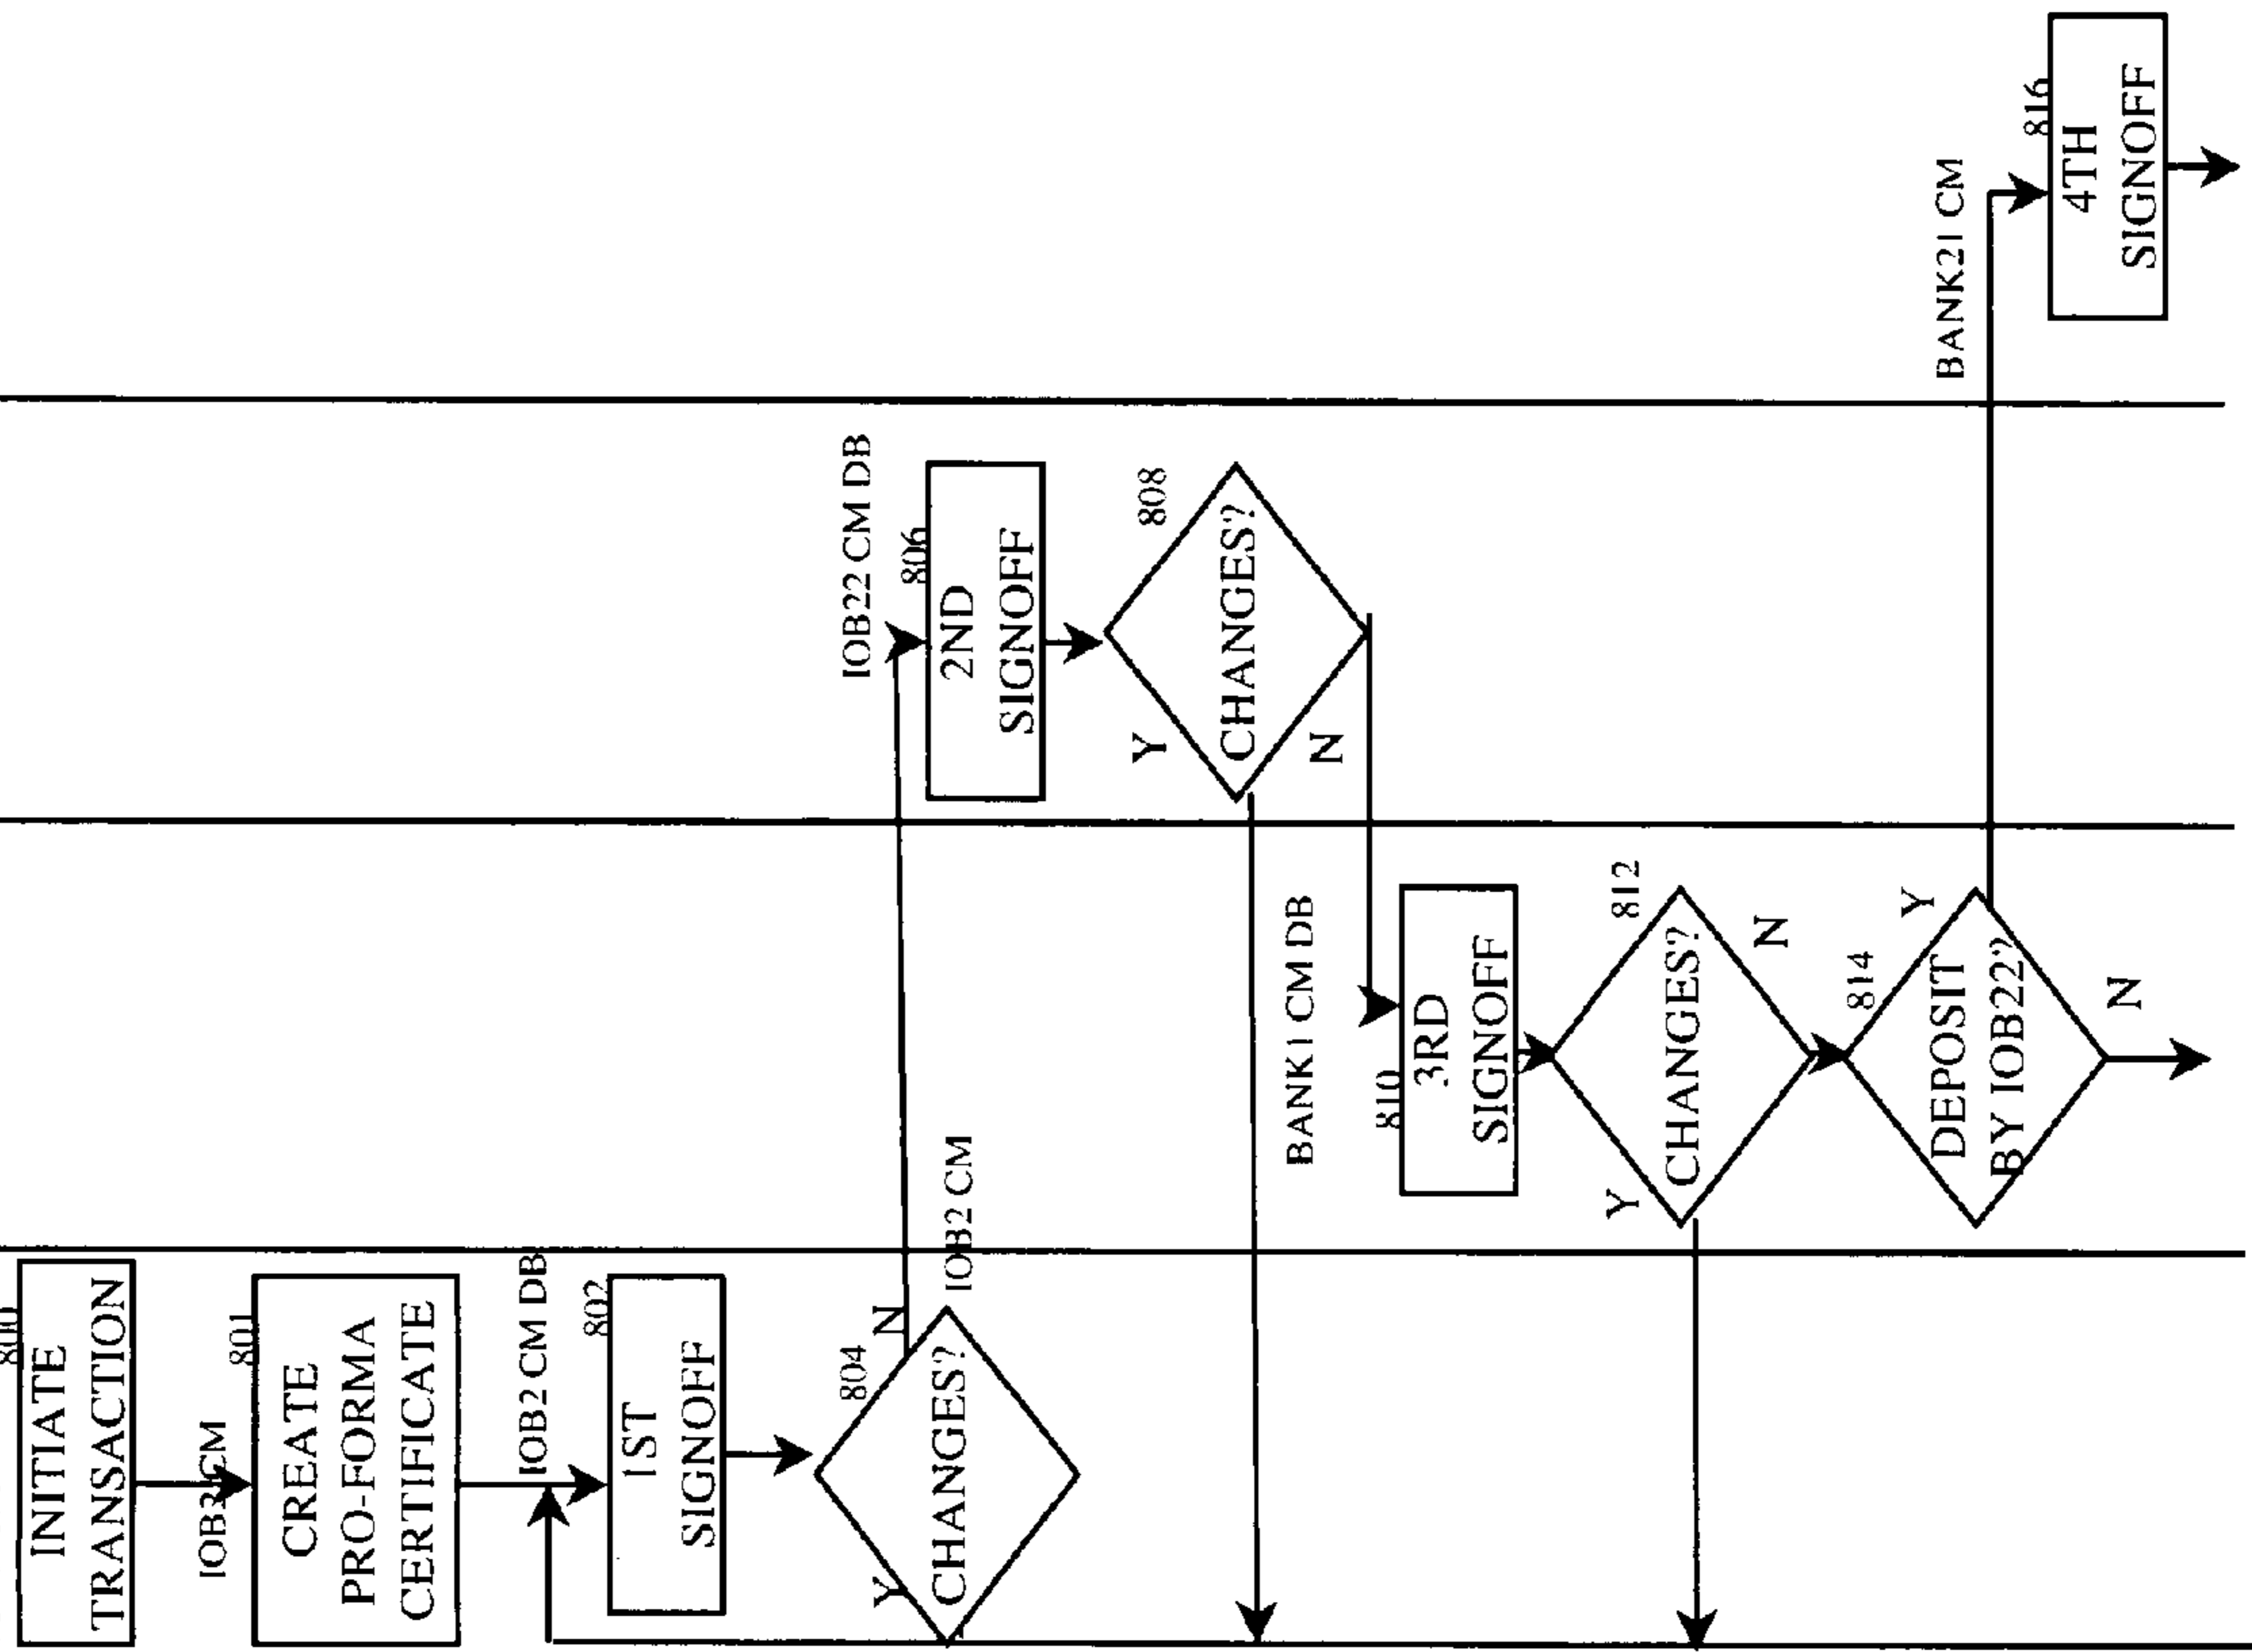 800
INITIATE
TRANSACTION
801
CREATE
PRO-FORMA
CERTIFICATE
IOB2 CM DB
802
1ST
SIGNOFF
804
CHANGES?
Y
N
IOB2 CM
IOB22 CM DB
806
2ND
SIGNOFF
808
CHANGES?
Y
N
BANK1 CM DB
810
3RD
SIGNOFF
812
CHANGES?
Y
N
814
DEPOSIT
BY IOB22?
Y
N
BANK21 CM
816
4TH
SIGNOFF